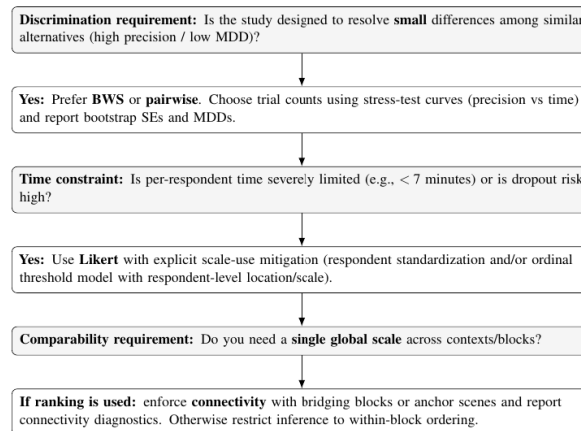 Discrimination requirement: Is the study designed to resolve small differences among similar
alternatives (high precision / low MDD)?
Yes: Prefer BWS or pairwise. Choose trial counts using stress-test curves (precision vs time)
and report bootstrap SEs and MDDs.
Time constraint: Is per-respondent time severely limited (e.g., < 7 minutes) or is dropout risk
high?
Yes: Use Likert with explicit scale-use mitigation (respondent standardization and/or ordinal
threshold model with respondent-level location/scale).
Comparability requirement: Do you need a single global scale across contexts/blocks?
If ranking is used: enforce connectivity with bridging blocks or anchor scenes and report
connectivity diagnostics. Otherwise restrict inference to within-block ordering.